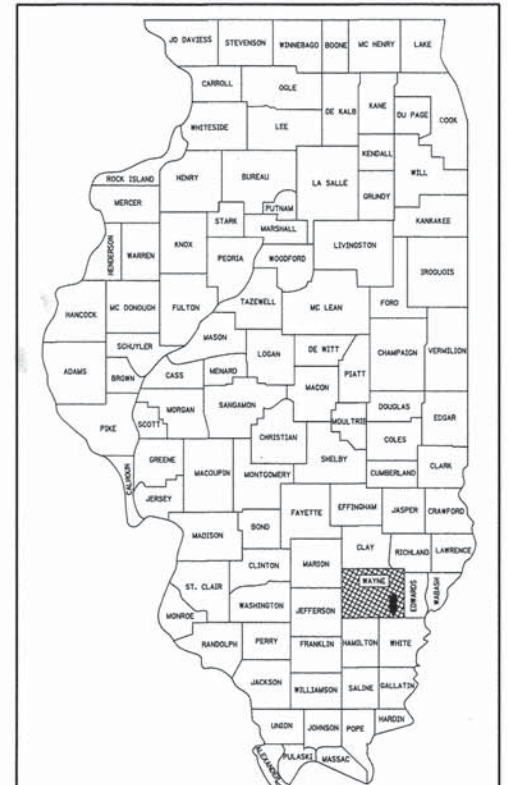 JO DAVIESS STEVENSON WINNEBAGO BOONE MC HENRY LAKE
CARROLL OGLE DE KALB KANE DU PAGE COOK
WHITESIDE LEE KENDALL WILL
ROCK ISLAND HENRY BUREAU LA SALLE GRUNDY
MERCER PUTNAM KANKAKEE
HENDERSON WARREN KNOX STARK MARSHALL LIVINGSTON IROQUOIS
PEORIA WOODFORD
HANCOCK MC DONOUGH FULTON TAZEWELL MC LEAN FORD
SCHUYLER MASON LOGAN DE WITT CHAMPAIGN VERMILION
ADAMS BROWN CASS MENARD MACON PIATT
PIKE SCOTT MORGAN SANGAMON CHRISTIAN MOULTRIE DOUGLAS EDGAR
COLES
CALHOUN GREENE MACOUPIN MONTGOMERY SHELBY CUMBERLAND CLARK
JERSEY FAYETTE EFFINGHAM JASPER CRAWFORD
MADISON BOND
CLINTON MARION CLAY RICHLAND LAWRENCE
ST. CLAIR WAYNE EDWARDS WABASH
MONROE WASHINGTON JEFFERSON
RANDOLPH PERRY FRANKLIN HAMILTON WHITE
JACKSON WILLIAMSON SALINE GALLATIN
UNION JOHNSON POPE HARDIN
ALEXANDER PULASKI MASSAC